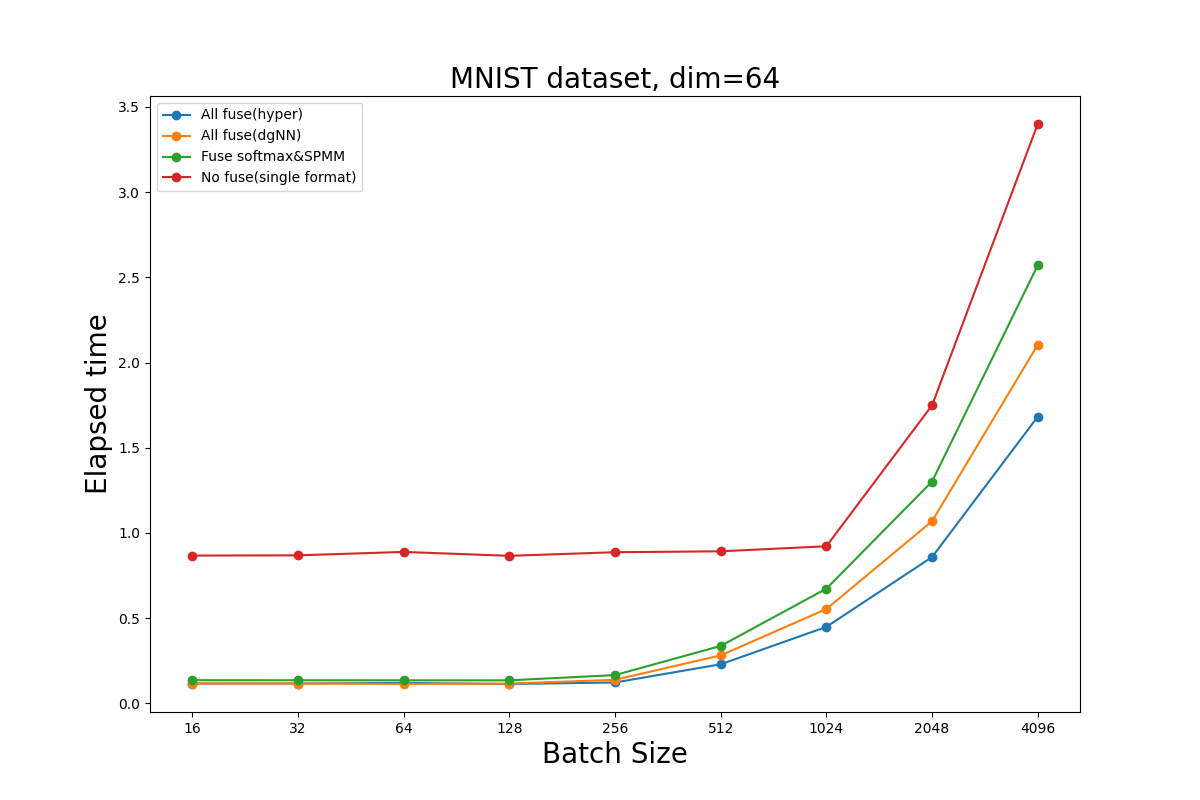 MNIST dataset, dim=64
All fuse(hyper)
All fuse(dgNN)
Fuse softmax&SPMM
No fuse(single format)
Elapsed time
3.5
3.0
2.5
2.0
1.5
1.0
0.5
0.0
16 32 64 128 256 512 1024 2048 4096
Batch Size